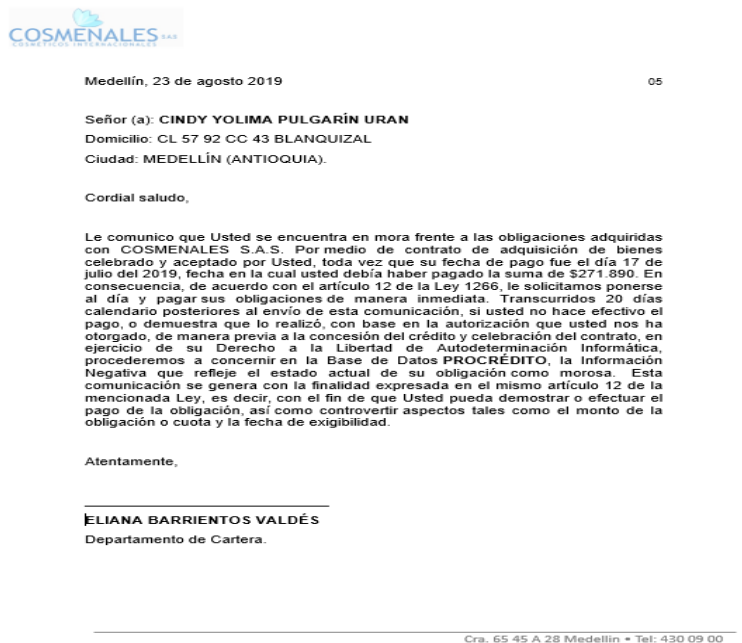 COSMENALES S.A.S
COSMÉTICOS INTERNACIONALES
Medellín, 23 de agosto 2019 05
Señor (a): CINDY YOLIMA PULGARÍN URAN
Domicilio: CL 57 92 CC 43 BLANQUIZAL
Ciudad: MEDELLÍN (ANTIOQUIA).
Cordial saludo,
Le comunico que Usted se encuentra en mora frente a las obligaciones adquiridas
con COSMENALES S.A.S. Por medio de contrato de adquisición de bienes
celebrado y aceptado por Usted, toda vez que su fecha de pago fue el día 17 de
julio del 2019, fecha en la cual usted debía haber pagado la suma de $271.890. En
consecuencia, de acuerdo con el artículo 12 de la Ley 1266, le solicitamos ponerse
al día y pagar sus obligaciones de manera inmediata. Transcurridos 20 días
calendario posteriores al envío de esta comunicación, si usted no hace efectivo el
pago, o demuestra que lo realizó, con base en la autorización que usted nos ha
otorgado, de manera previa a la concesión del crédito y celebración del contrato, en
ejercicio de su Derecho a la Libertad de Autodeterminación Informática,
procederemos a concernir en la Base de Datos PROCRÉDITO, la Información
Negativa que refleje el estado actual de su obligación como morosa. Esta
comunicación se genera con la finalidad expresada en el mismo artículo 12 de la
mencionada Ley, es decir, con el fin de que Usted pueda demostrar o efectuar el
pago de la obligación, así como controvertir aspectos tales como el monto de la
obligación o cuota y la fecha de exigibilidad.
Atentamente,
ELIANA BARRIENTOS VALDÉS
Departamento de Cartera.
Cra. 65 45 A 28 Medellin • Tel: 430 09 00